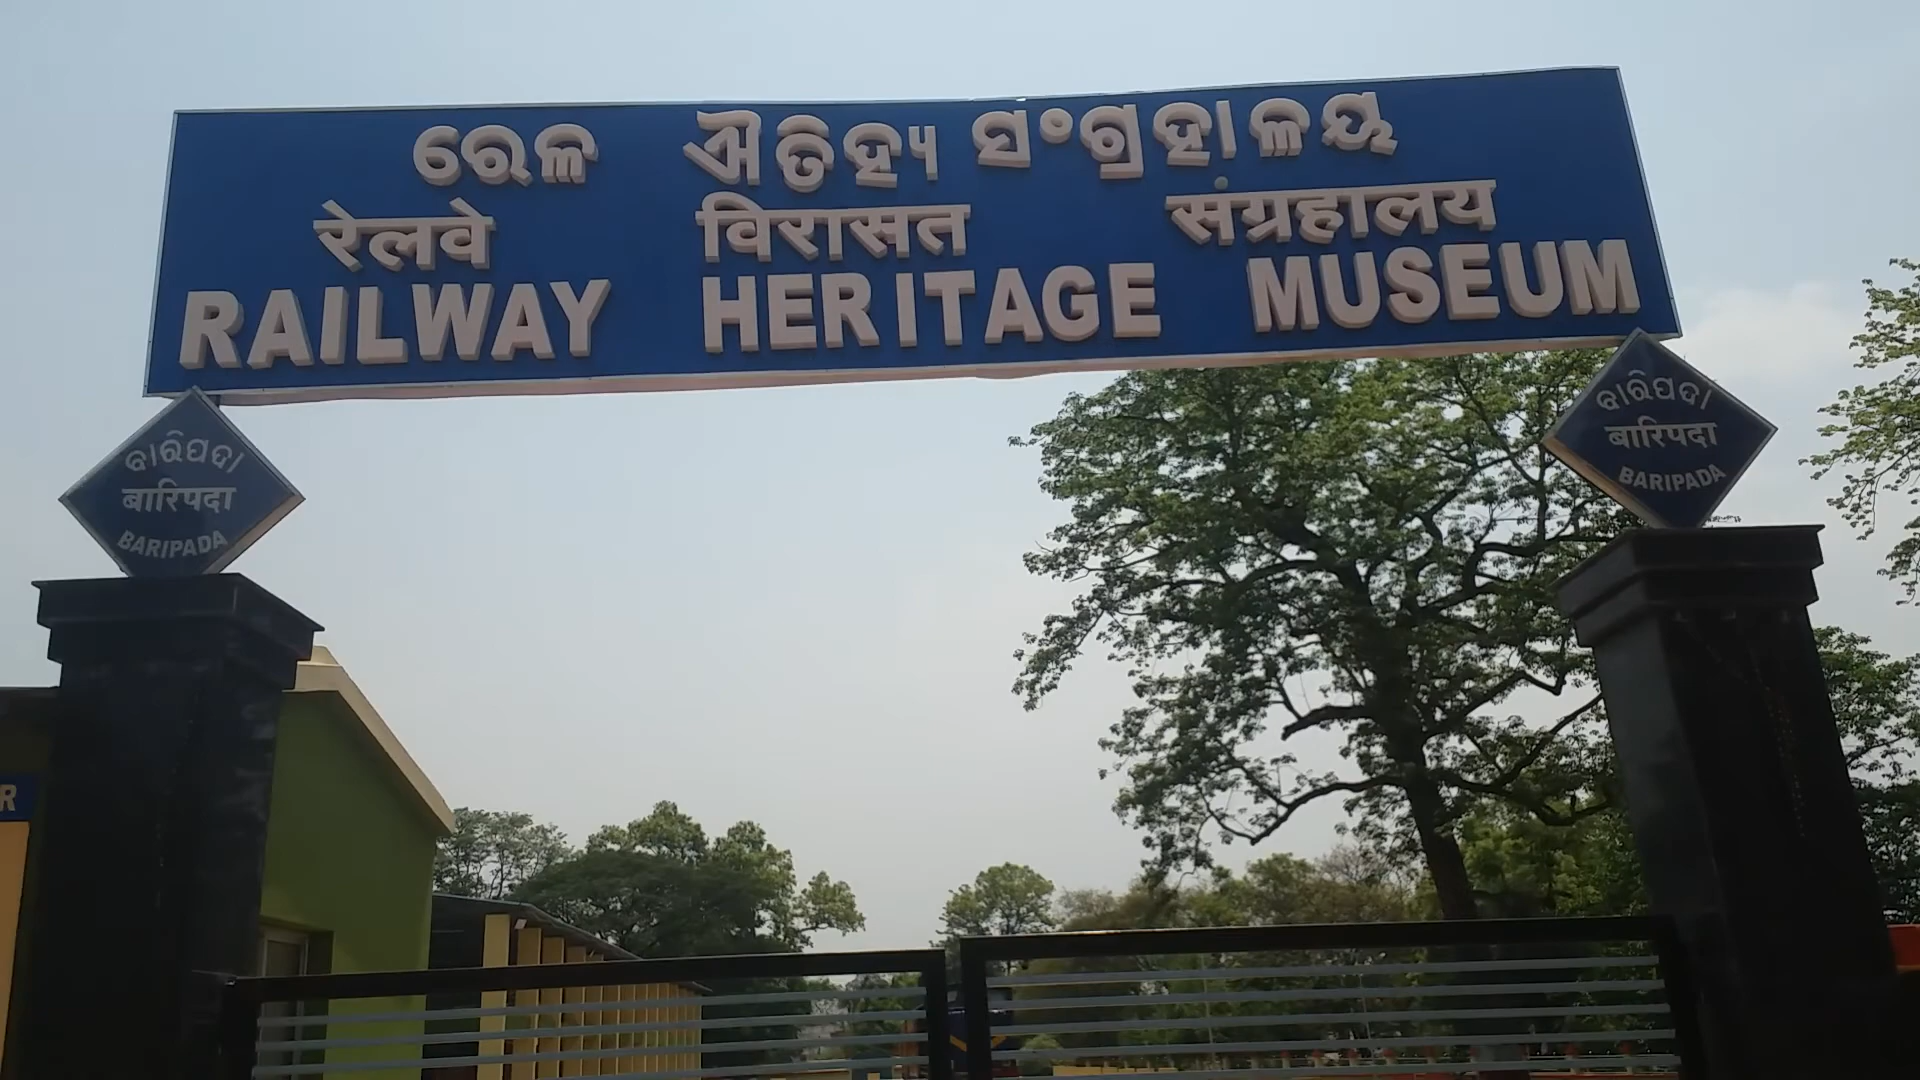 ରେଳ ଐତିହ୍ୟ ସଂଗ୍ରହାଳୟ
रेलवे विरासत संग्रहालय
RAILWAY HERITAGE MUSEUM
ବାରିପଦା
बारिपदा
BARIPADA
ବାରିପଦା
बारिपदा
BARIPADA
R